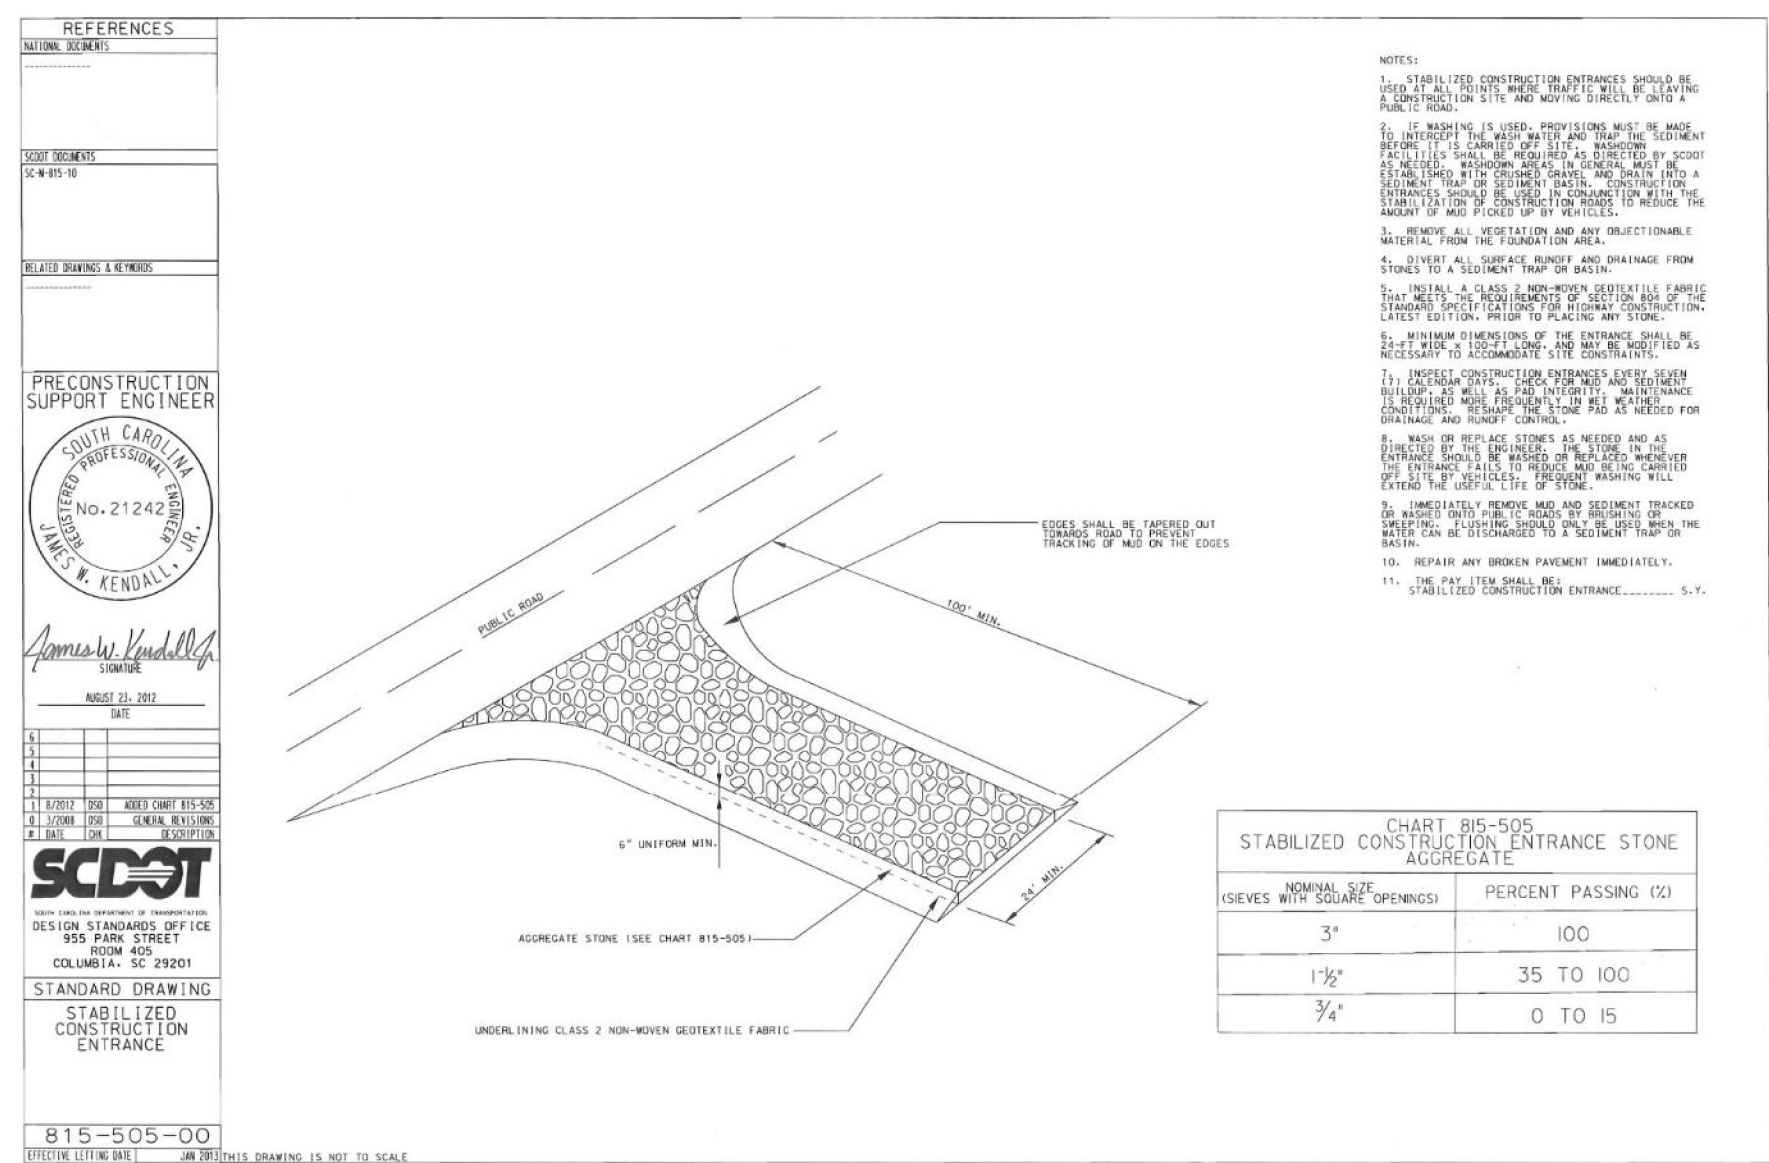 REFERENCES
NATIONAL DOCUMENTS
SCDOT DOCUMENTS
SC-M-815-10
RELATED DRAWINGS & KEYWORDS
PRECONSTRUCTION
SUPPORT ENGINEER
SOUTH CAROLINA
REGISTERED PROFESSIONAL ENGINEER
No. 21242
JAMES W. KENDALL, JR.
James W. Kendall Jr.
SIGNATURE
AUGUST 23, 2012
DATE
6
5
4
3
2
1 8/2012 DSO ADDED CHART 815-505
0 3/2008 DSO GENERAL REVISIONS
# DATE CHK DESCRIPTION
SCDOT
SOUTH CAROLINA DEPARTMENT OF TRANSPORTATION
DESIGN STANDARDS OFFICE
955 PARK STREET
ROOM 405
COLUMBIA, SC 29201
STANDARD DRAWING
STABILIZED
CONSTRUCTION
ENTRANCE
815-505-00
EFFECTIVE LETTING DATE JAN 2013
THIS DRAWING IS NOT TO SCALE
PUBLIC ROAD
EDGES SHALL BE TAPERED OUT
TOWARDS ROAD TO PREVENT
TRACKING OF MUD ON THE EDGES
100' MIN.
6" UNIFORM MIN.
24' MIN.
AGGREGATE STONE (SEE CHART 815-505)
UNDERLINING CLASS 2 NON-WOVEN GEOTEXTILE FABRIC
NOTES:
1. STABILIZED CONSTRUCTION ENTRANCES SHOULD BE
USED AT ALL POINTS WHERE TRAFFIC WILL BE LEAVING
A CONSTRUCTION SITE AND MOVING DIRECTLY ONTO A
PUBLIC ROAD.
2. IF WASHING IS USED, PROVISIONS MUST BE MADE
TO INTERCEPT THE WASH WATER AND TRAP THE SEDIMENT
BEFORE IT IS CARRIED OFF SITE. WASHDOWN
FACILITIES SHALL BE REQUIRED AS DIRECTED BY SCDOT
AS NEEDED. WASHDOWN AREAS IN GENERAL MUST BE
ESTABLISHED WITH CRUSHED GRAVEL AND DRAIN INTO A
SEDIMENT TRAP OR SEDIMENT BASIN. CONSTRUCTION
ENTRANCES SHOULD BE USED IN CONJUNCTION WITH THE
STABILIZATION OF CONSTRUCTION ROADS TO REDUCE THE
AMOUNT OF MUD PICKED UP BY VEHICLES.
3. REMOVE ALL VEGETATION AND ANY OBJECTIONABLE
MATERIAL FROM THE FOUNDATION AREA.
4. DIVERT ALL SURFACE RUNOFF AND DRAINAGE FROM
STONES TO A SEDIMENT TRAP OR BASIN.
5. INSTALL A CLASS 2 NON-WOVEN GEOTEXTILE FABRIC
THAT MEETS THE REQUIREMENTS OF SECTION 804 OF THE
STANDARD SPECIFICATIONS FOR HIGHWAY CONSTRUCTION,
LATEST EDITION, PRIOR TO PLACING ANY STONE.
6. MINIMUM DIMENSIONS OF THE ENTRANCE SHALL BE
24-FT WIDE x 100-FT LONG, AND MAY BE MODIFIED AS
NECESSARY TO ACCOMMODATE SITE CONSTRAINTS.
7. INSPECT CONSTRUCTION ENTRANCES EVERY SEVEN
(7) CALENDAR DAYS. CHECK FOR MUD AND SEDIMENT
BUILDUP, AS WELL AS PAD INTEGRITY. MAINTENANCE
IS REQUIRED MORE FREQUENTLY IN WET WEATHER
CONDITIONS. RESHAPE THE STONE PAD AS NEEDED FOR
DRAINAGE AND RUNOFF CONTROL.
8. WASH OR REPLACE STONES AS NEEDED AND AS
DIRECTED BY THE ENGINEER. THE STONE IN THE
ENTRANCE SHOULD BE WASHED OR REPLACED WHENEVER
THE ENTRANCE FAILS TO REDUCE MUD BEING CARRIED
OFF SITE BY VEHICLES. FREQUENT WASHING WILL
EXTEND THE USEFUL LIFE OF STONE.
9. IMMEDIATELY REMOVE MUD AND SEDIMENT TRACKED
OR WASHED ONTO PUBLIC ROADS BY BRUSHING OR
SWEEPING. FLUSHING SHOULD ONLY BE USED WHEN THE
WATER CAN BE DISCHARGED TO A SEDIMENT TRAP OR
BASIN.
10. REPAIR ANY BROKEN PAVEMENT IMMEDIATELY.
11. THE PAY ITEM SHALL BE:
STABILIZED CONSTRUCTION ENTRANCE________ S.Y.
CHART 815-505
STABILIZED CONSTRUCTION ENTRANCE STONE
AGGREGATE
NOMINAL SIZE
(SIEVES WITH SQUARE OPENINGS)
PERCENT PASSING (%)
3" 100
1-½" 35 TO 100
¾" 0 TO 15